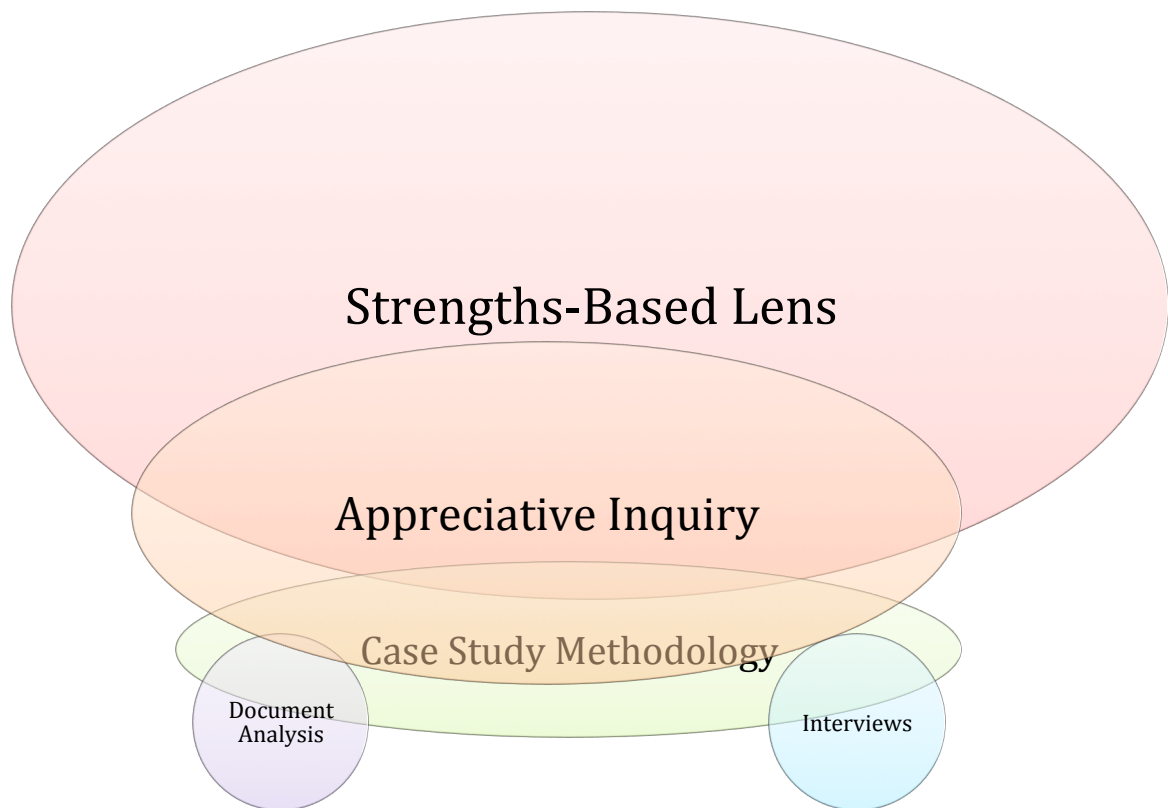 Strengths-Based Lens
Appreciative Inquiry
Case Study Methodology
Document
Analysis
Interviews